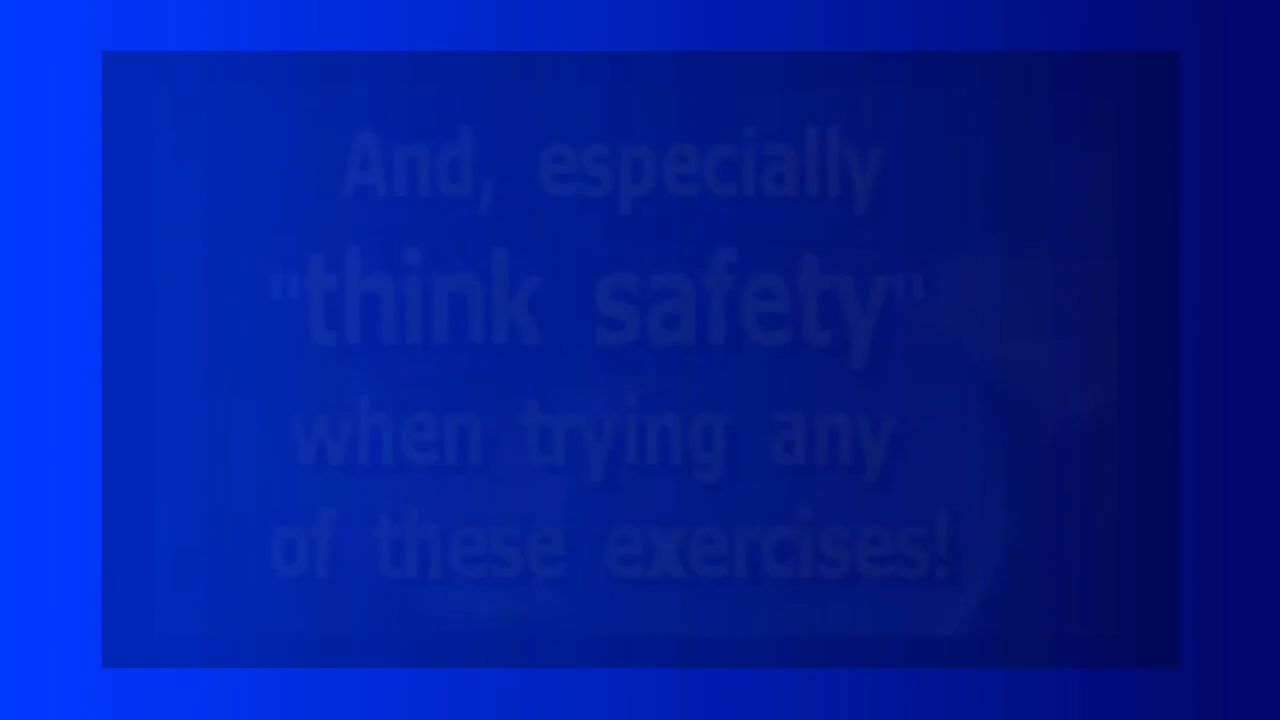 And, especially
"think safety"
when trying any
of these exercises!